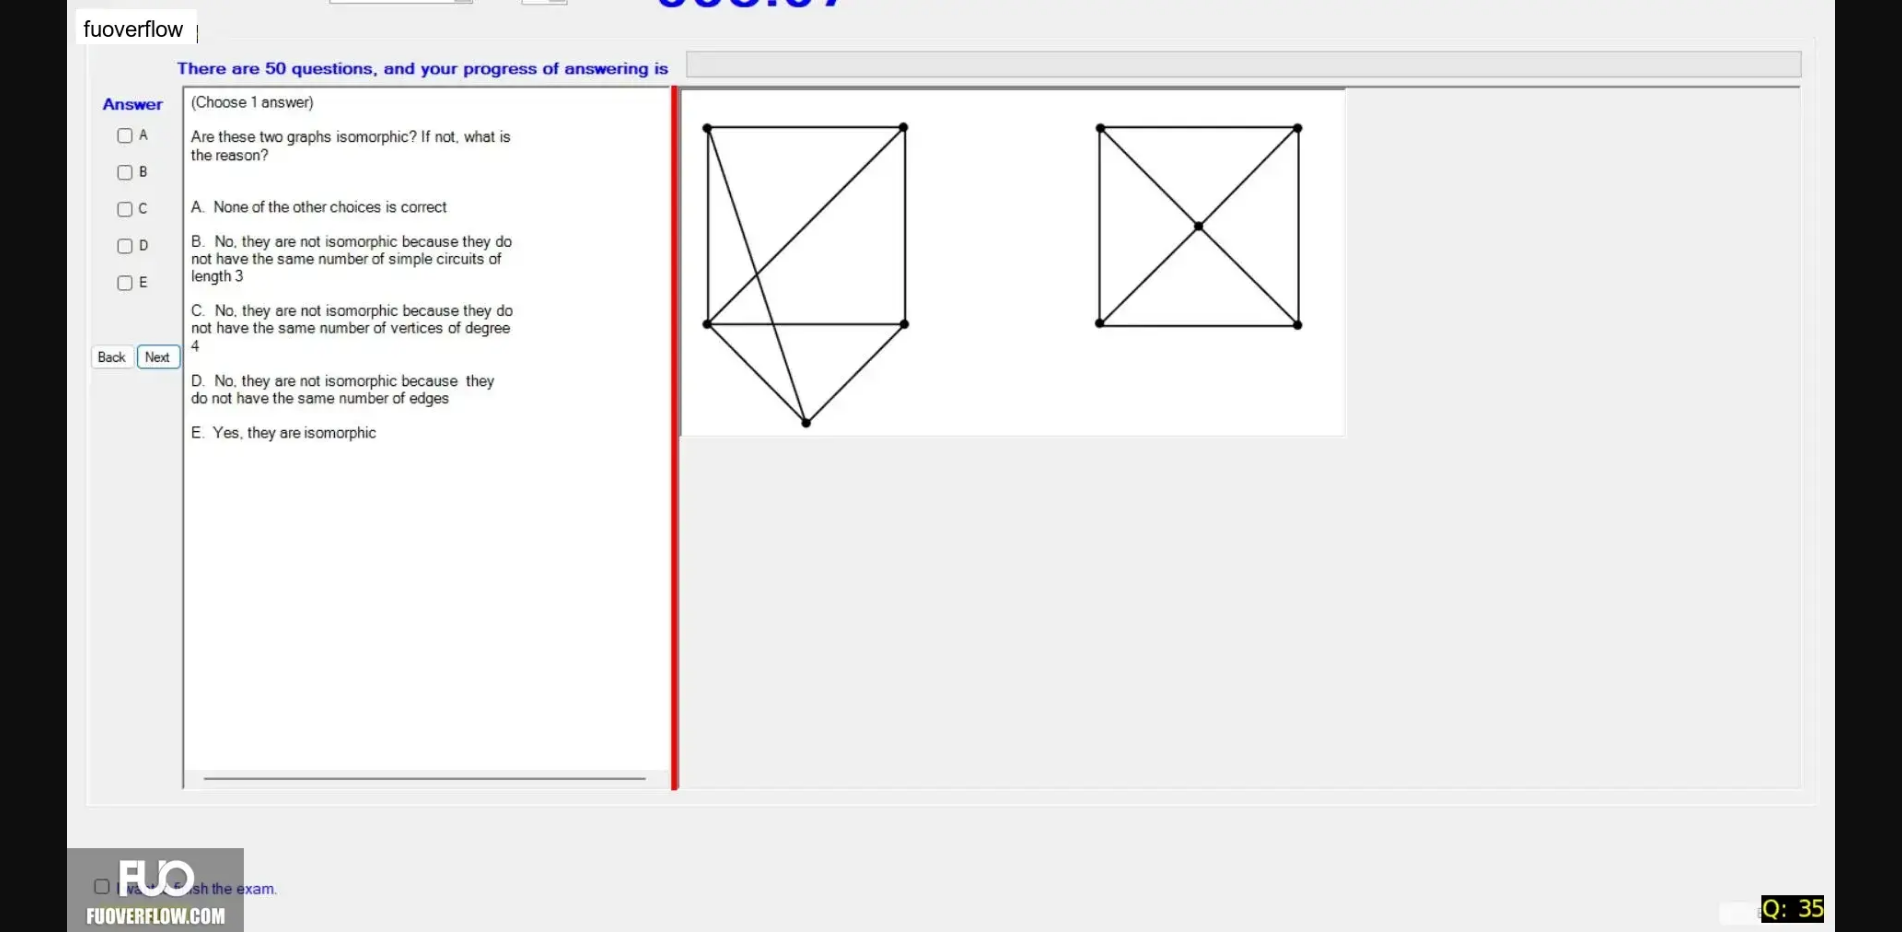 fuoverflow
There are 50 questions, and your progress of answering is
Answer
A
B
C
D
E
Back
Next
(Choose 1 answer)
Are these two graphs isomorphic? If not, what is
the reason?
A. None of the other choices is correct
B. No, they are not isomorphic because they do
not have the same number of simple circuits of
length 3
C. No, they are not isomorphic because they do
not have the same number of vertices of degree
4
D. No, they are not isomorphic because they
do not have the same number of edges
E. Yes, they are isomorphic
FUO
sh the exam.
FUOVERFLOW.COM
Q: 35